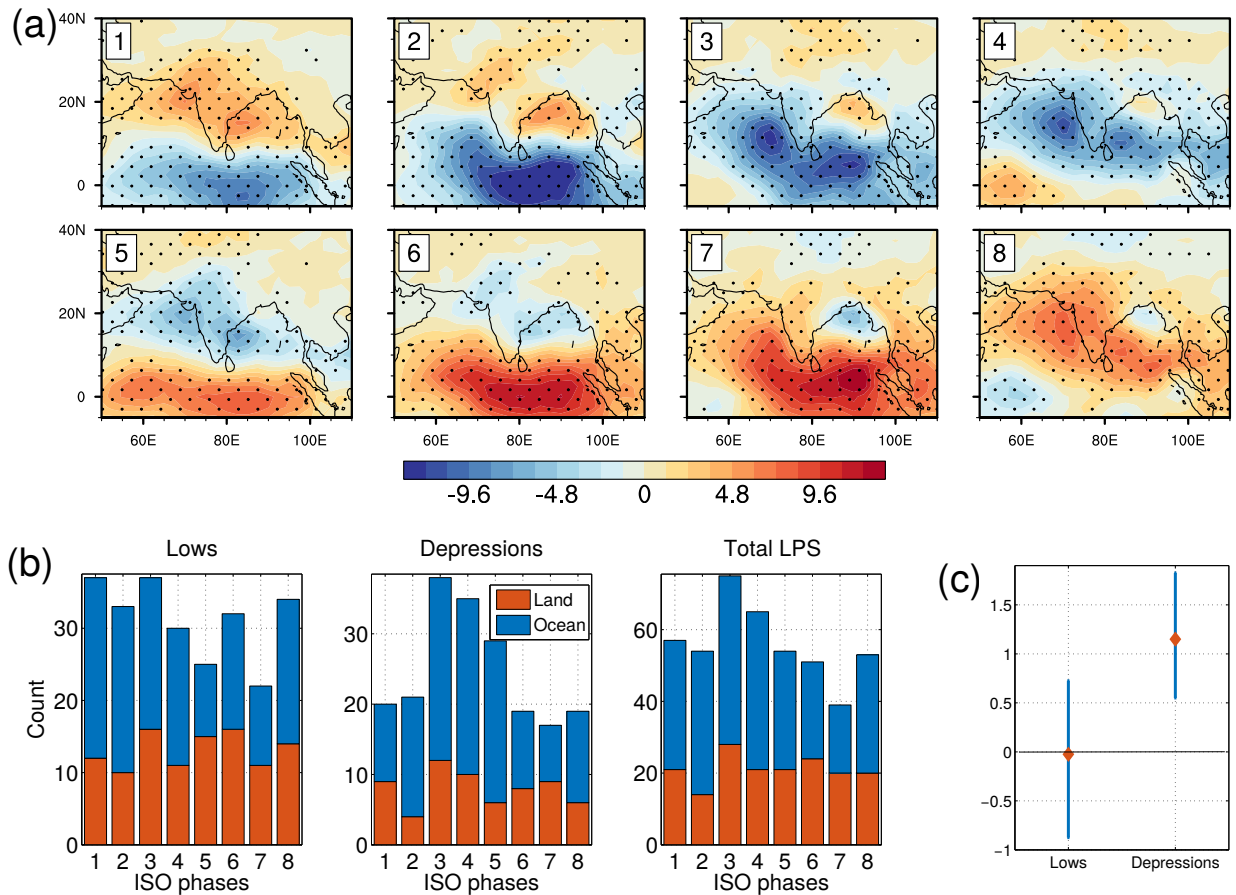 (a)
1 2 3 4
40N
20N
0
5 6 7 8
40N
20N
0
60E 80E 100E 60E 80E 100E 60E 80E 100E 60E 80E 100E
-9.6 -4.8 0 4.8 9.6
(b)
Lows
Count
30
20
10
0
1 2 3 4 5 6 7 8
ISO phases
Depressions
Land
Ocean
30
20
10
0
1 2 3 4 5 6 7 8
ISO phases
Total LPS
60
40
20
0
1 2 3 4 5 6 7 8
ISO phases
(c)
1.5
1
0.5
0
−0.5
−1
Lows Depressions